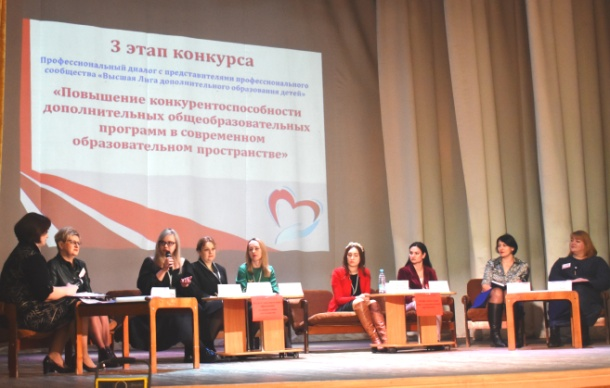 3 этап конкурса
Профессиональный диалог с представителями профессионального
сообщества «Высшая Лига дополнительного образования детей»
«Повышение конкурентоспособности
дополнительных общеобразовательных
программ в современном
образовательном пространстве»